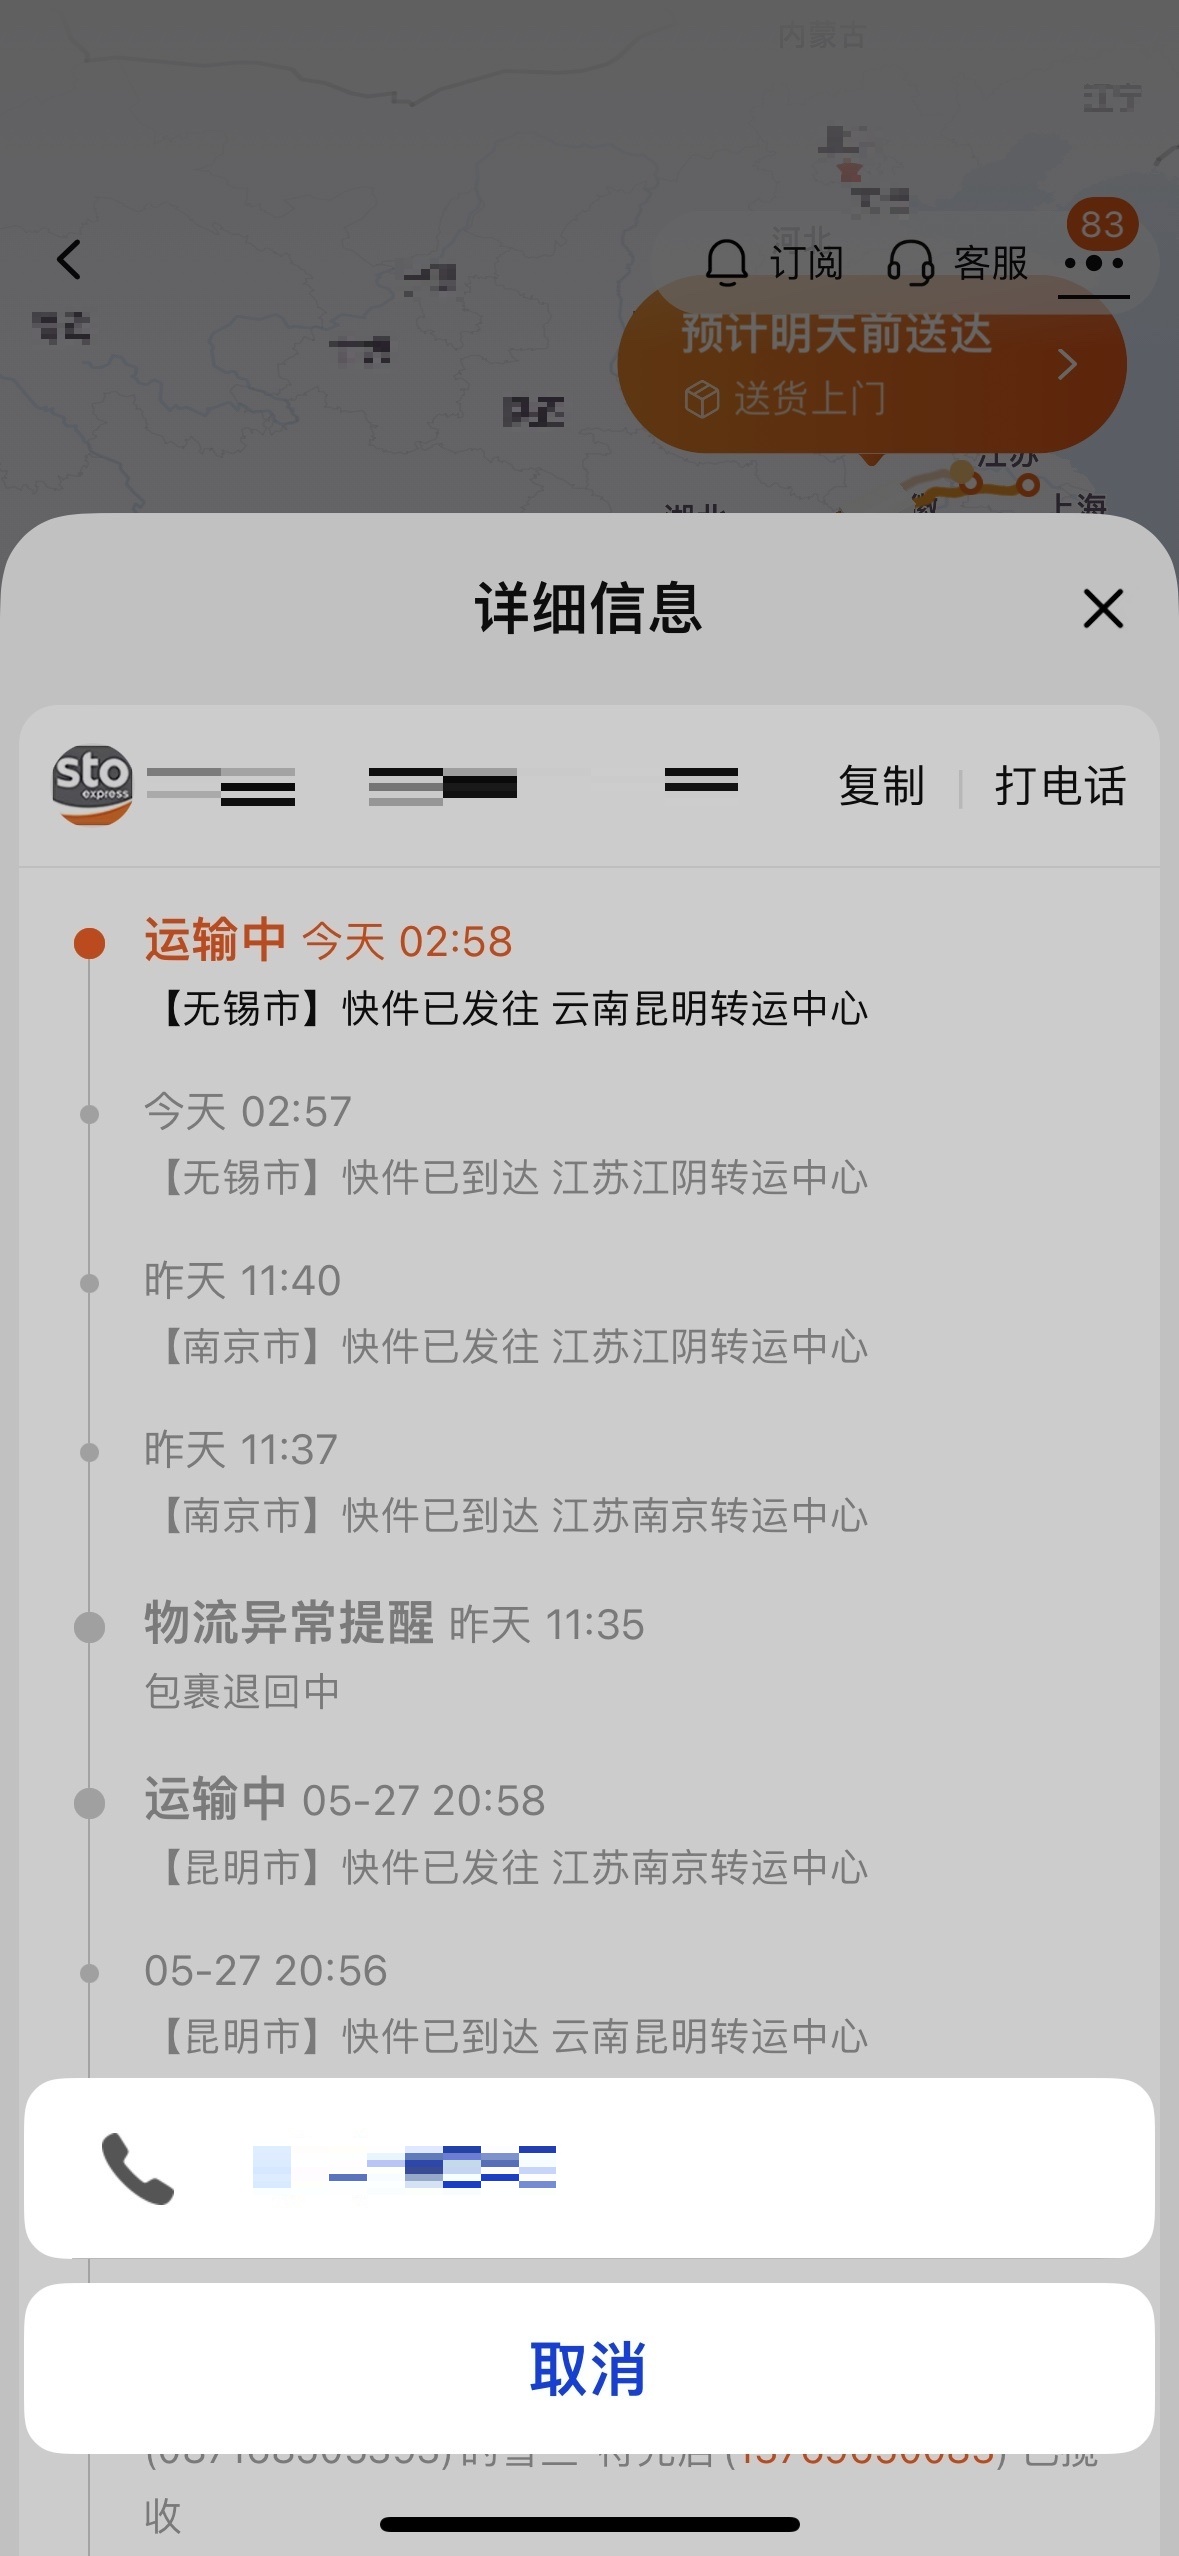 内蒙古
辽宁
83
河北
订阅 客服
预计明天前送达
送货上门
江苏
上海
湖北
徽
详细信息
sto
express
复制 打电话
运输中 今天 02:58
【无锡市】快件已发往 云南昆明转运中心
今天 02:57
【无锡市】快件已到达 江苏江阴转运中心
昨天 11:40
【南京市】快件已发往 江苏江阴转运中心
昨天 11:37
【南京市】快件已到达 江苏南京转运中心
物流异常提醒 昨天 11:35
包裹退回中
运输中 05-27 20:58
【昆明市】快件已发往 江苏南京转运中心
05-27 20:56
【昆明市】快件已到达 云南昆明转运中心
取消
已揽
收